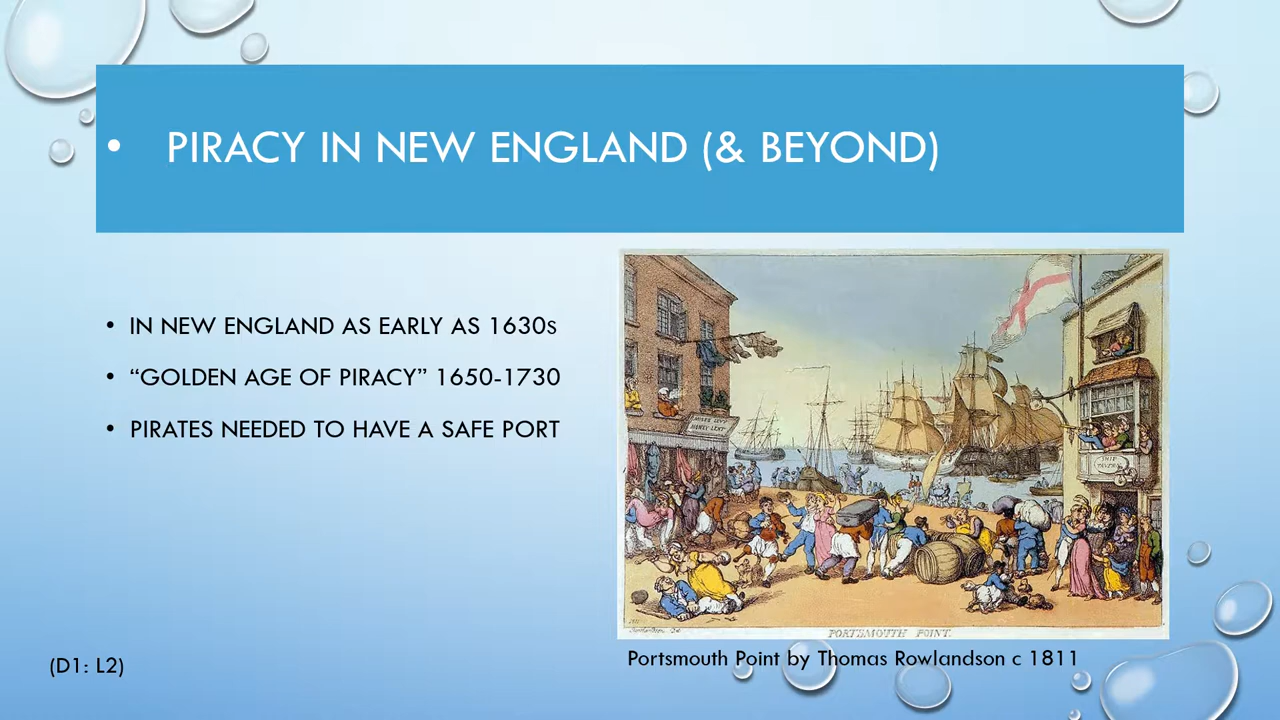 • PIRACY IN NEW ENGLAND (& BEYOND)
• IN NEW ENGLAND AS EARLY AS 1630s
• “GOLDEN AGE OF PIRACY” 1650-1730
• PIRATES NEEDED TO HAVE A SAFE PORT
PORTSMOUTH POINT.
Portsmouth Point by Thomas Rowlandson c 1811
(D1: L2)